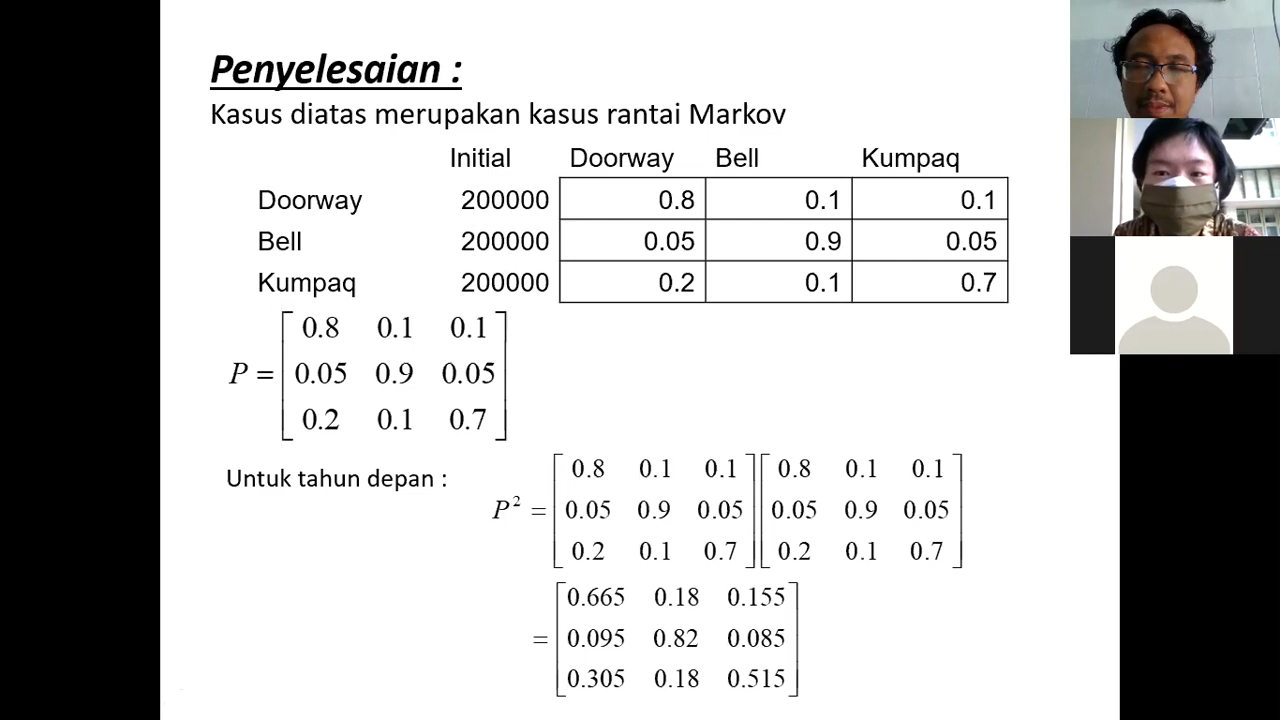 Penyelesaian :
Kasus diatas merupakan kasus rantai Markov
Initial Doorway Bell Kumpaq
Doorway 200000 0.8 0.1 0.1
Bell 200000 0.05 0.9 0.05
Kumpaq 200000 0.2 0.1 0.7
0.8 0.1 0.1
P = 0.05 0.9 0.05
0.2 0.1 0.7
Untuk tahun depan :
0.8 0.1 0.1 0.8 0.1 0.1
P² = 0.05 0.9 0.05 0.05 0.9 0.05
0.2 0.1 0.7 0.2 0.1 0.7
0.665 0.18 0.155
= 0.095 0.82 0.085
0.305 0.18 0.515